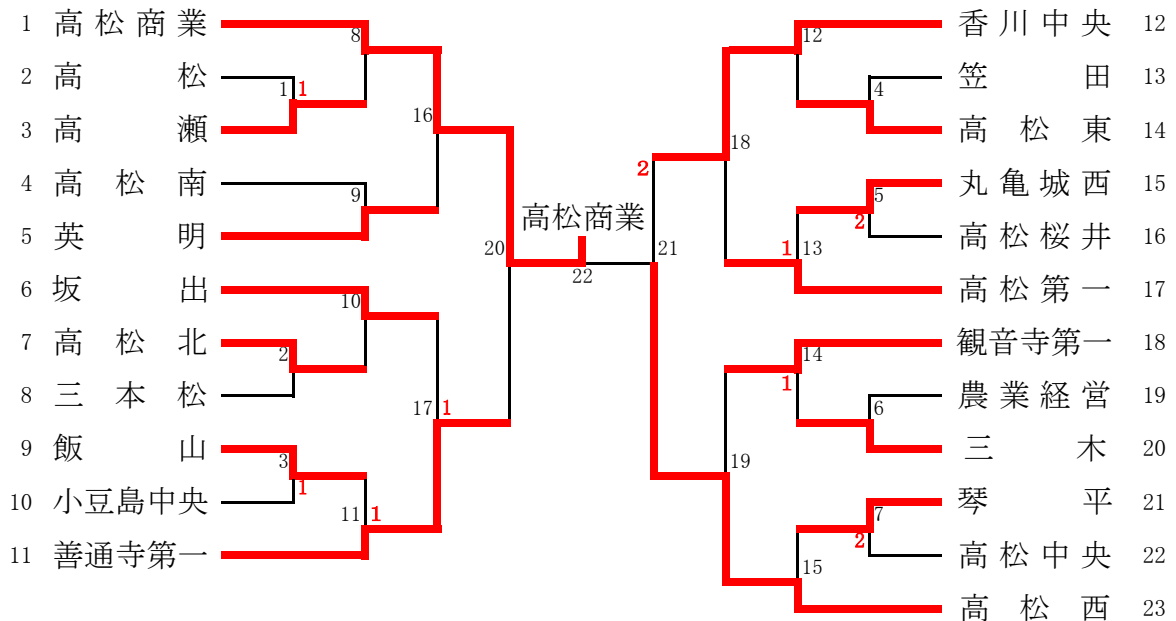 1 高松商業
2 高松
3 高瀬
4 高松南
5 英明
6 坂出
7 高松北
8 三本松
9 飯山
10 小豆島中央
11 善通寺第一
8
1 1
16
9
20
10
2
17 1
3
1
11 1
高松商業
22
12
4
18
2
5
2
1 13
21
14
1
6
19
7
2
15
香川中央 12
笠田 13
高松東 14
丸亀城西 15
高松桜井 16
高松第一 17
観音寺第一 18
農業経営 19
三木 20
琴平 21
高松中央 22
高松西 23